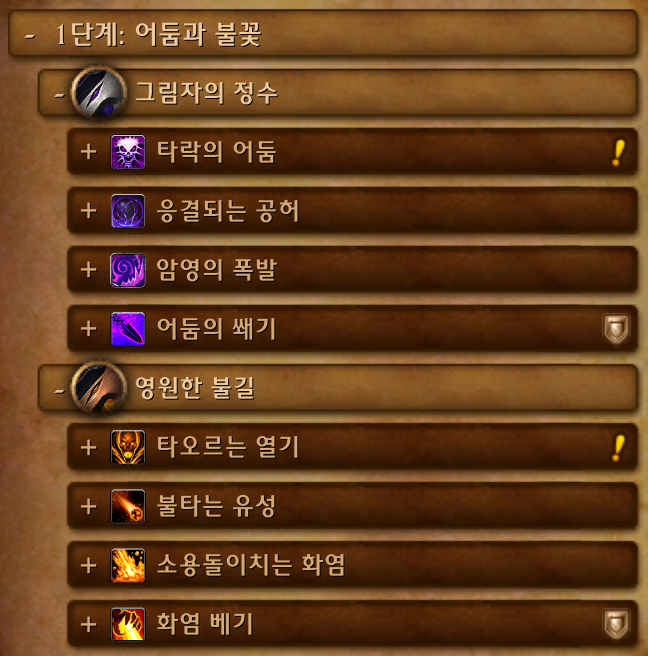 - 1단계: 어둠과 불꽃
- 그림자의 정수
+ 타락의 어둠 !
+ 응결되는 공허
+ 암영의 폭발
+ 어둠의 쐐기
- 영원한 불길
+ 타오르는 열기 !
+ 불타는 유성
+ 소용돌이치는 화염
+ 화염 베기